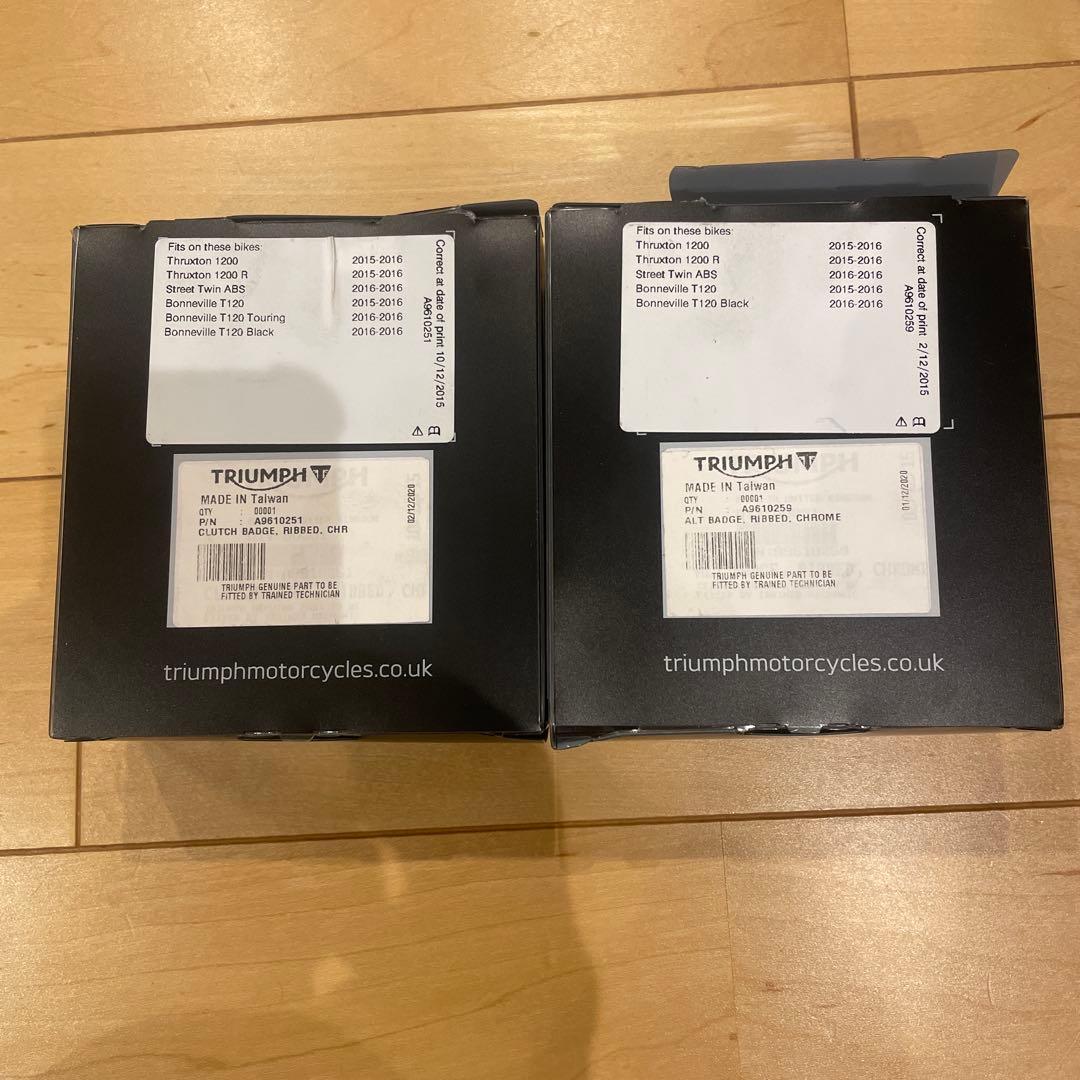 Fits on these bikes:
Thruxton 1200 2015-2016
Thruxton 1200 R 2015-2016
Street Twin ABS 2016-2016
Bonneville T120 2015-2016
Bonneville T120 Touring 2016-2016
Bonneville T120 Black 2016-2016
Correct at date of print 10/12/2015
A9610251
TRIUMPH
MADE IN Taiwan
QTY : 00001
P/N : A9610251
CLUTCH BADGE, RIBBED, CHR
TRIUMPH GENUINE PART TO BE
FITTED BY TRAINED TECHNICIAN
triumphmotorcycles.co.uk
Fits on these bikes:
Thruxton 1200 2015-2016
Thruxton 1200 R 2015-2016
Street Twin ABS 2016-2016
Bonneville T120 2015-2016
Bonneville T120 Black 2016-2016
Correct at date of print 2/12/2015
A9610259
TRIUMPH
MADE IN Taiwan
QTY : 00001
P/N : A9610259
ALT BADGE, RIBBED, CHROME
TRIUMPH GENUINE PART TO BE
FITTED BY TRAINED TECHNICIAN
triumphmotorcycles.co.uk